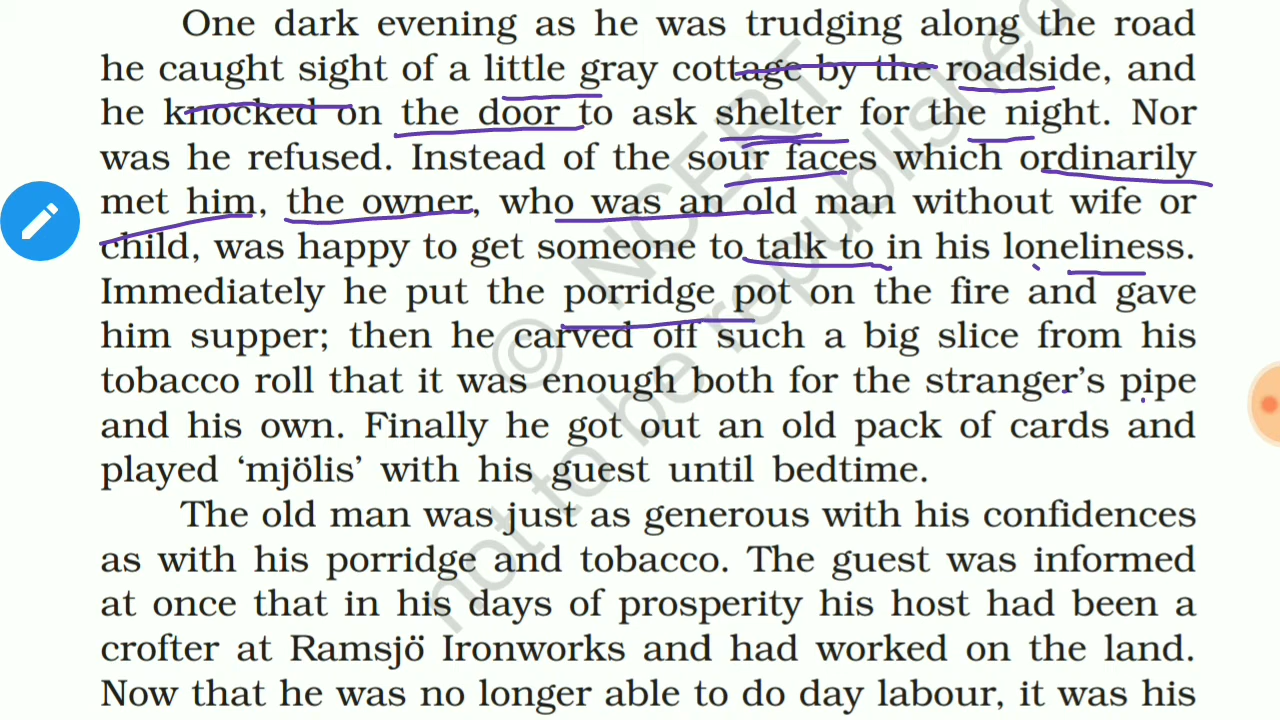 One dark evening as he was trudging along the road
he caught sight of a little gray cottage by the roadside, and
he knocked on the door to ask shelter for the night. Nor
was he refused. Instead of the sour faces which ordinarily
met him, the owner, who was an old man without wife or
child, was happy to get someone to talk to in his loneliness.
Immediately he put the porridge pot on the fire and gave
him supper; then he carved off such a big slice from his
tobacco roll that it was enough both for the stranger's pipe
and his own. Finally he got out an old pack of cards and
played ‘mjölis’ with his guest until bedtime.
The old man was just as generous with his confidences
as with his porridge and tobacco. The guest was informed
at once that in his days of prosperity his host had been a
crofter at Ramsjö Ironworks and had worked on the land.
Now that he was no longer able to do day labour, it was his
© NCERT
not to be republished